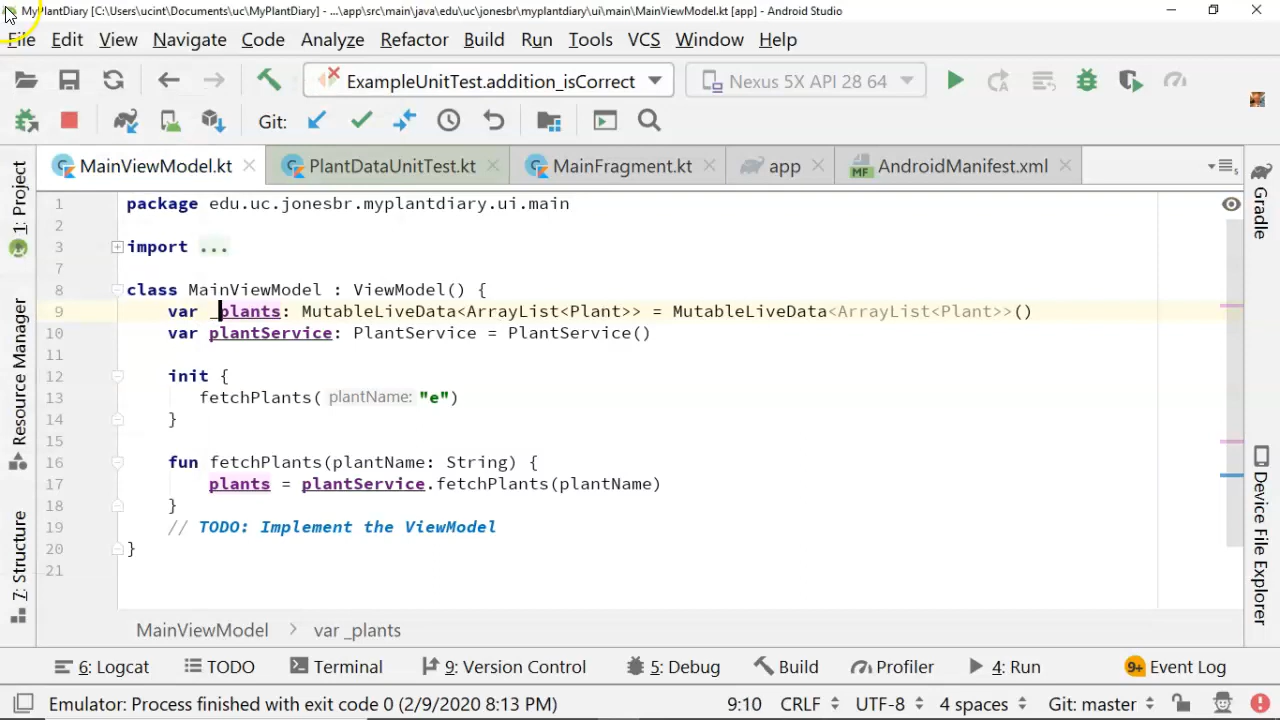 MyPlantDiary [C:\Users\ucint\Documents\uc\MyPlantDiary] - ...\app\src\main\java\edu\uc\jonesbr\myplantdiary\ui\main\MainViewModel.kt [app] - Android Studio
File Edit View Navigate Code Analyze Refactor Build Run Tools VCS Window Help
ExampleUnitTest.addition_isCorrect Nexus 5X API 28 64
Git:
MainViewModel.kt PlantDataUnitTest.kt MainFragment.kt app MF AndroidManifest.xml
1: Project
Resource Manager
7: Structure
1 package edu.uc.jonesbr.myplantdiary.ui.main
2
3 import ...
7
8 class MainViewModel : ViewModel() {
9 var _plants: MutableLiveData<ArrayList<Plant>> = MutableLiveData<ArrayList<Plant>>()
10 var plantService: PlantService = PlantService()
11
12 init {
13 fetchPlants( plantName: "e")
14 }
15
16 fun fetchPlants(plantName: String) {
17 plants = plantService.fetchPlants(plantName)
18 }
19 // TODO: Implement the ViewModel
20 }
21
Gradle
Device File Explorer
MainViewModel > var _plants
6: Logcat TODO Terminal 9: Version Control 5: Debug Build Profiler 4: Run 9+ Event Log
Emulator: Process finished with exit code 0 (2/9/2020 8:13 PM) 9:10 CRLF UTF-8 4 spaces Git: master